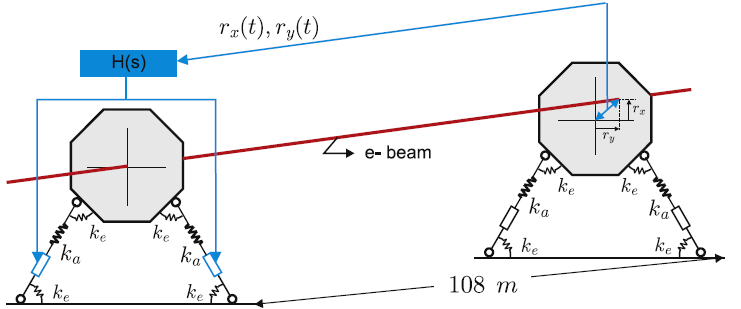 r_x(t), r_y(t)
H(s)
r_x
r_y
e- beam
k_e k_e
k_a k_a
k_e k_e
k_e k_e
k_a k_a
k_e k_e
108 m